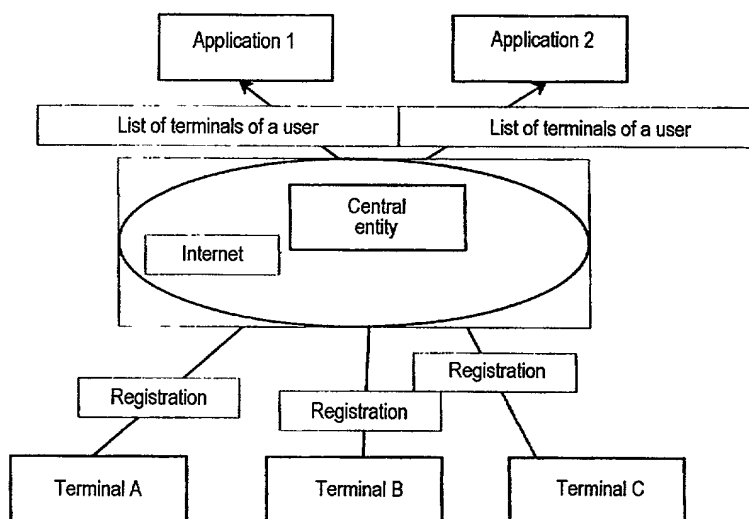 Application 1
Application 2
List of terminals of a user
List of terminals of a user
Central
entity
Internet
Registration
Registration
Registration
Terminal A
Terminal B
Terminal C